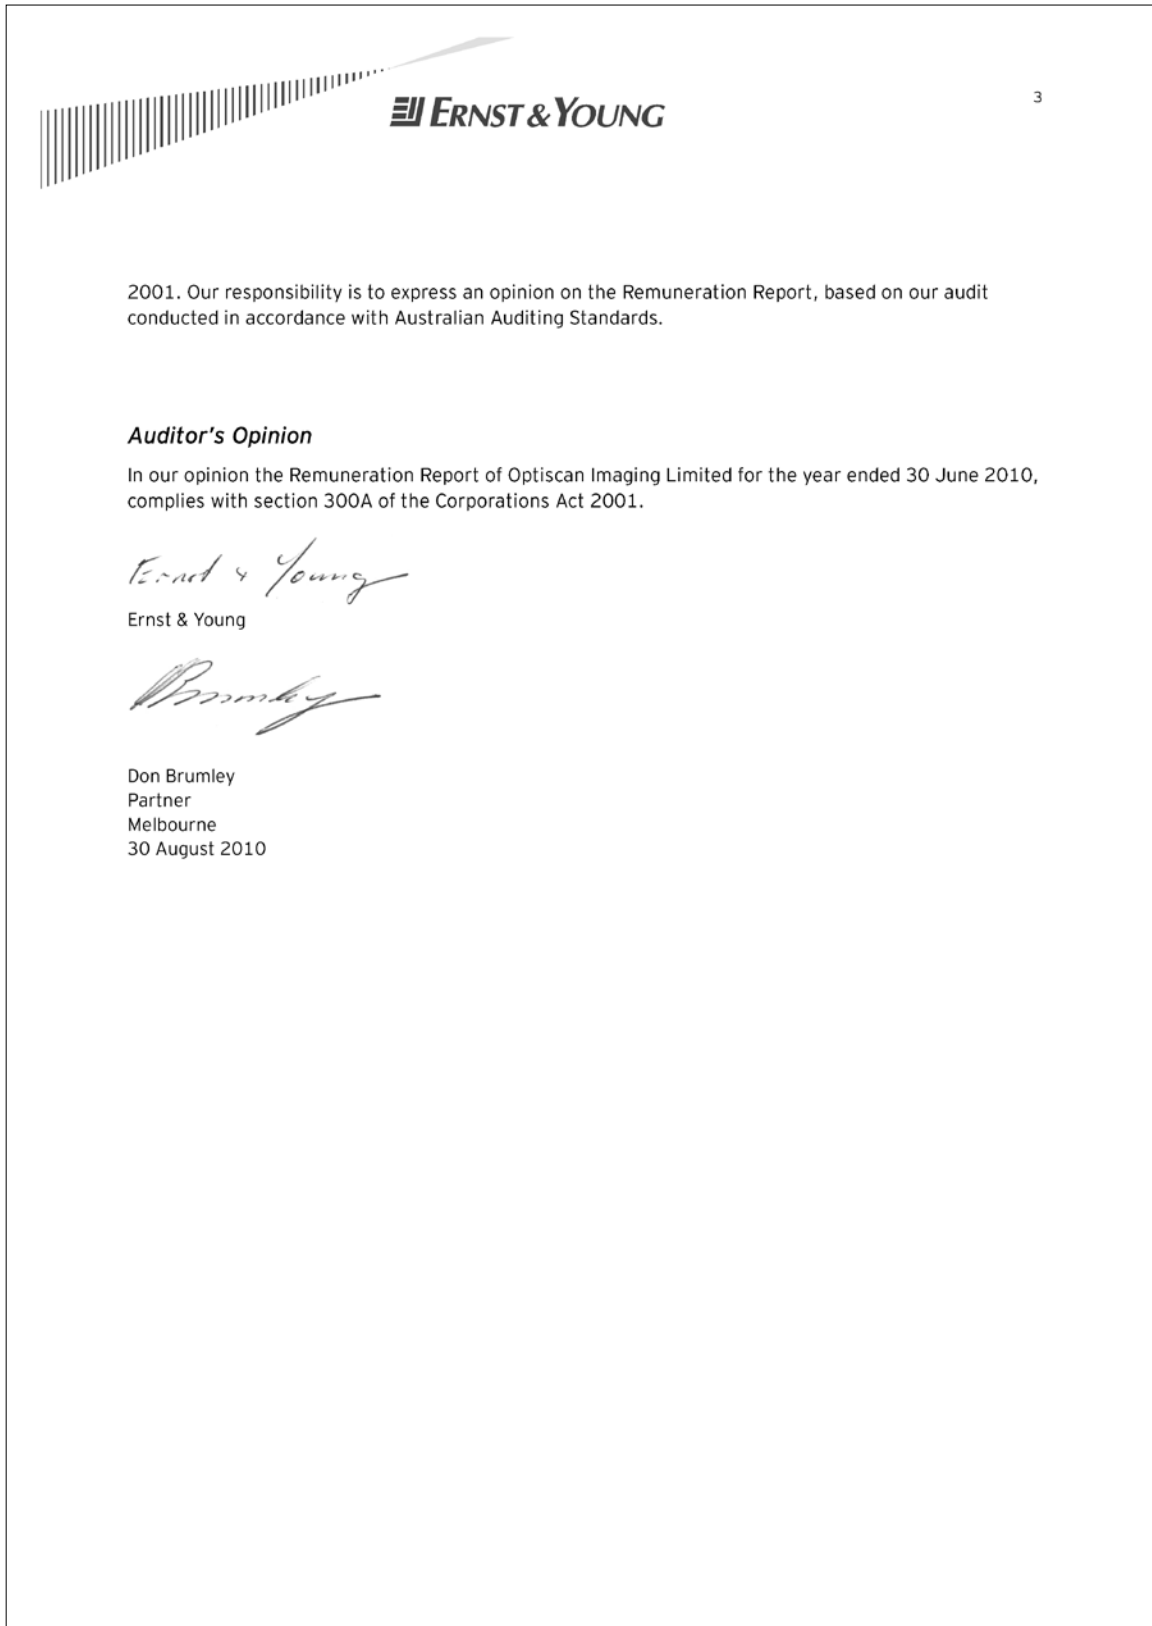 ERNST & YOUNG
3
2001. Our responsibility is to express an opinion on the Remuneration Report, based on our audit
conducted in accordance with Australian Auditing Standards.
Auditor's Opinion
In our opinion the Remuneration Report of Optiscan Imaging Limited for the year ended 30 June 2010,
complies with section 300A of the Corporations Act 2001.
Ernst & Young
Ernst & Young
Brumley
Don Brumley
Partner
Melbourne
30 August 2010